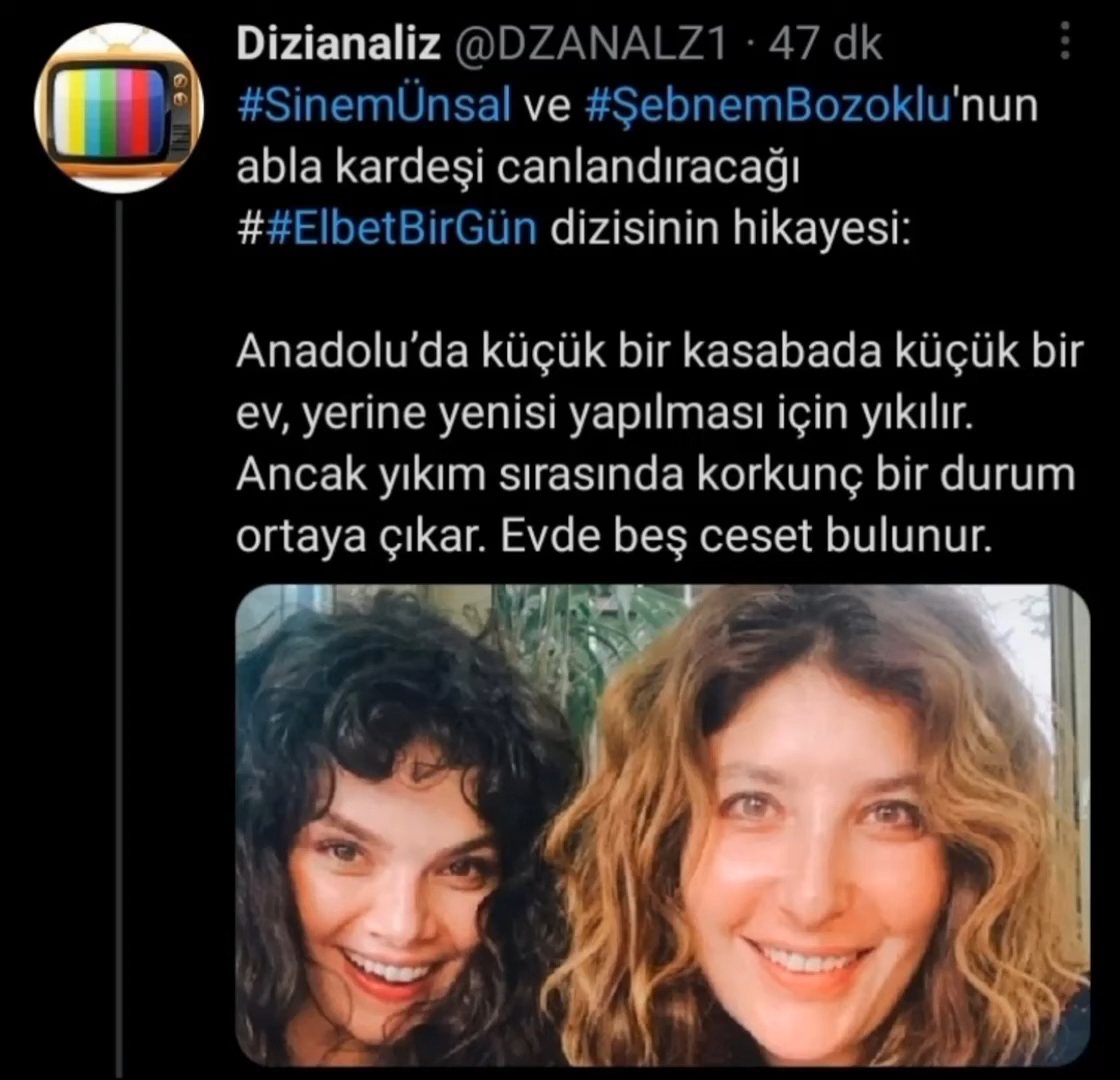 Dizianaliz @DZANALZ1 · 47 dk
#SinemÜnsal ve #ŞebnemBozoklu'nun
abla kardeşi canlandıracağı
##ElbetBirGün dizisinin hikayesi:
Anadolu’da küçük bir kasabada küçük bir
ev, yerine yenisi yapılması için yıkılır.
Ancak yıkım sırasında korkunç bir durum
ortaya çıkar. Evde beş ceset bulunur.